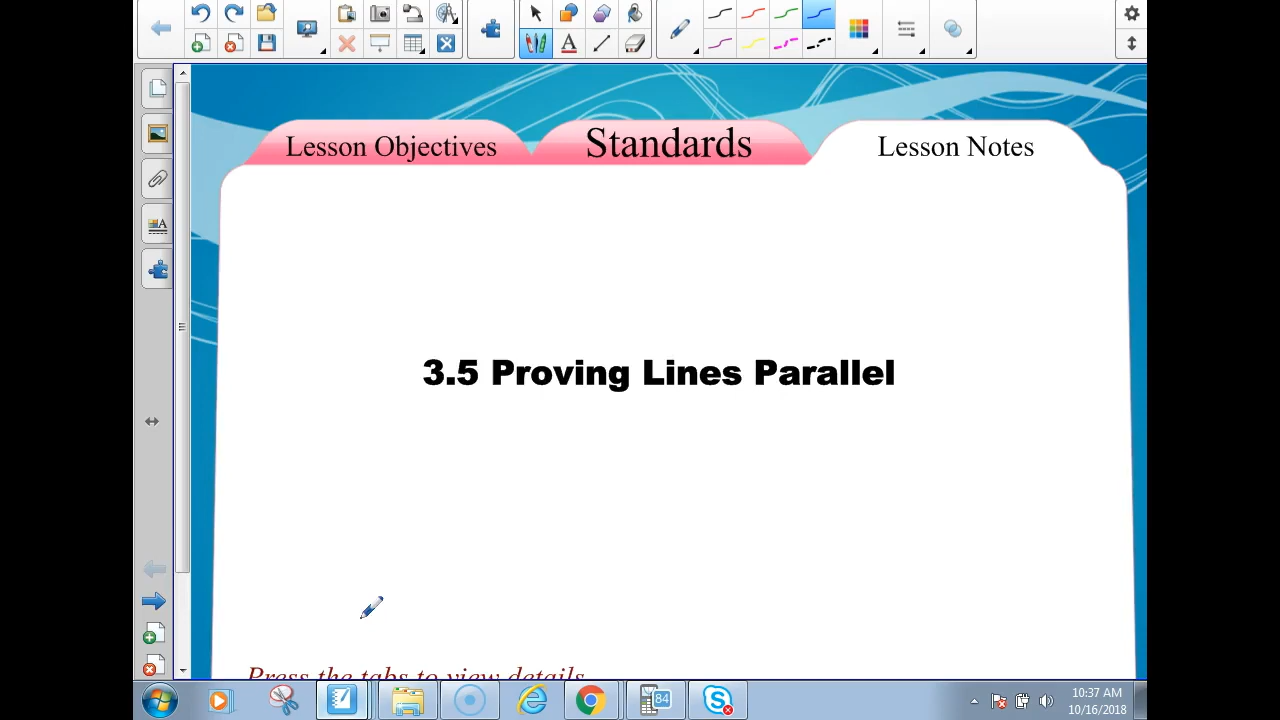 Lesson Objectives
Standards
Lesson Notes
3.5 Proving Lines Parallel
Press the tabs to view details.
84
10:37 AM
10/16/2018